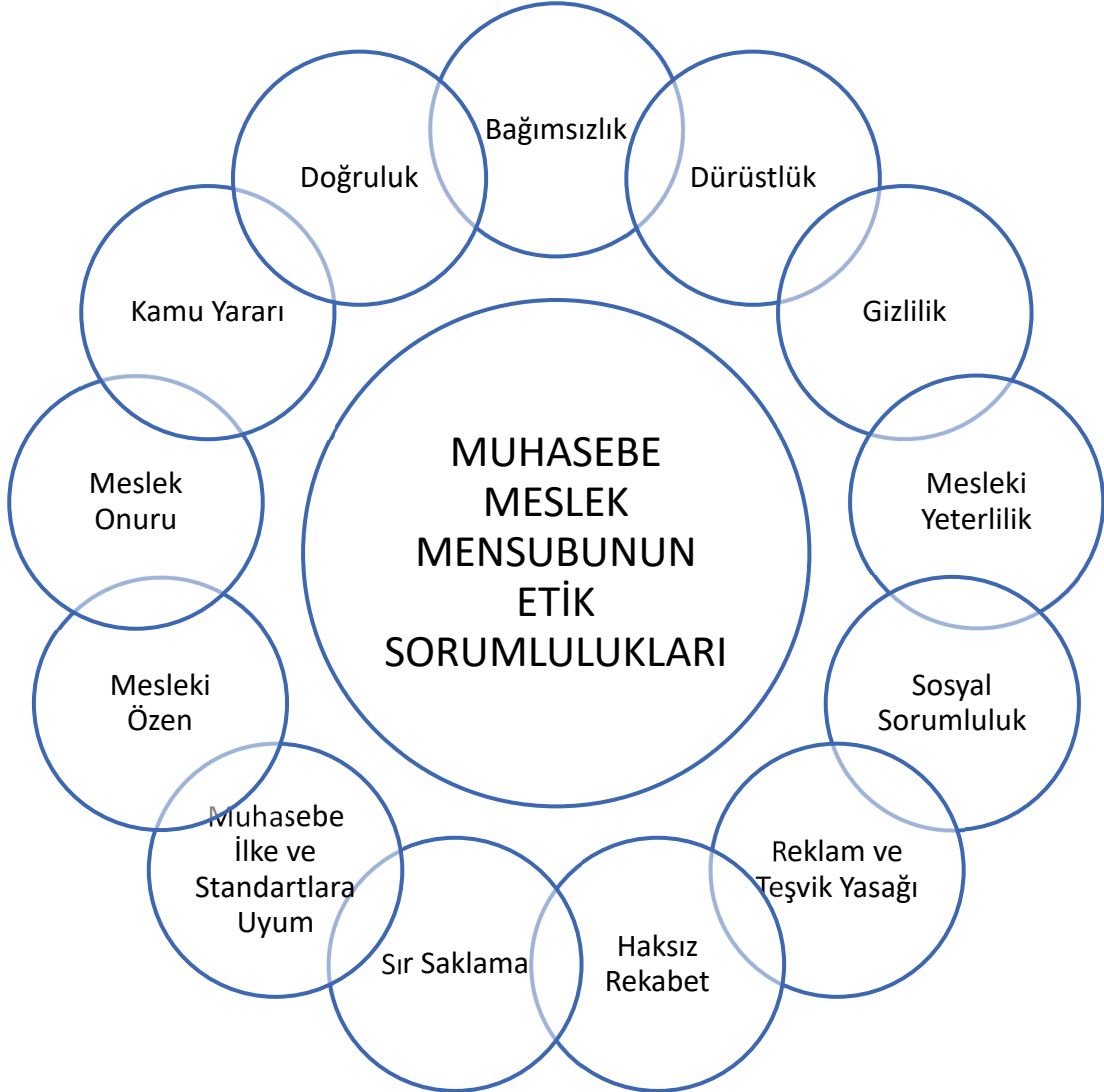 Bağımsızlık
Dürüstlük
Gizlilik
Mesleki
Yeterlilik
Sosyal
Sorumluluk
Reklam ve
Teşvik Yasağı
Haksız
Rekabet
Sır Saklama
Muhasebe
İlke ve
Standartlara
Uyum
Mesleki
Özen
Meslek
Onuru
Kamu Yararı
Doğruluk
MUHASEBE
MESLEK
MENSUBUNUN
ETİK
SORUMLULUKLARI